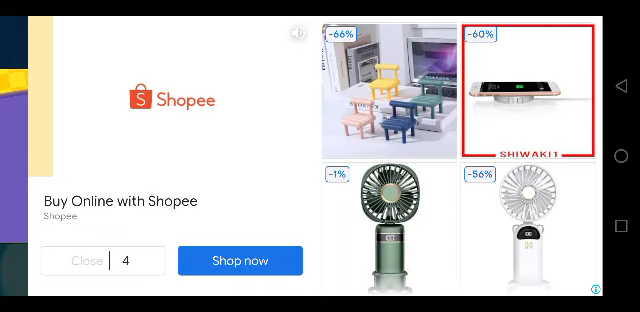 Shopee
Buy Online with Shopee
Shopee
Close 4
Shop now
-66%
-60%
SHIWAKI1
-1%
-56%